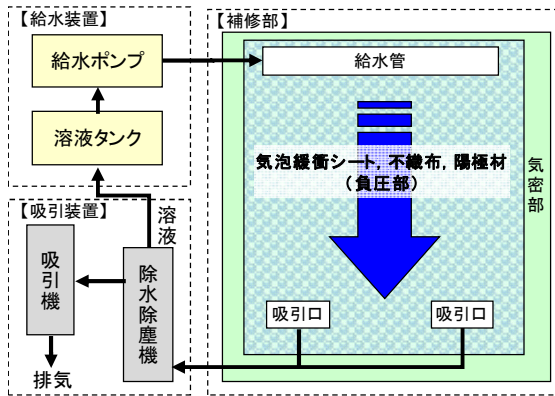 【給水装置】
給水ポンプ
溶液タンク
【吸引装置】
溶液
吸引機
除水除塵機
排気
【補修部】
給水管
気泡緩衝シート，不織布，陽極材
（負圧部）
気密部
吸引口
吸引口